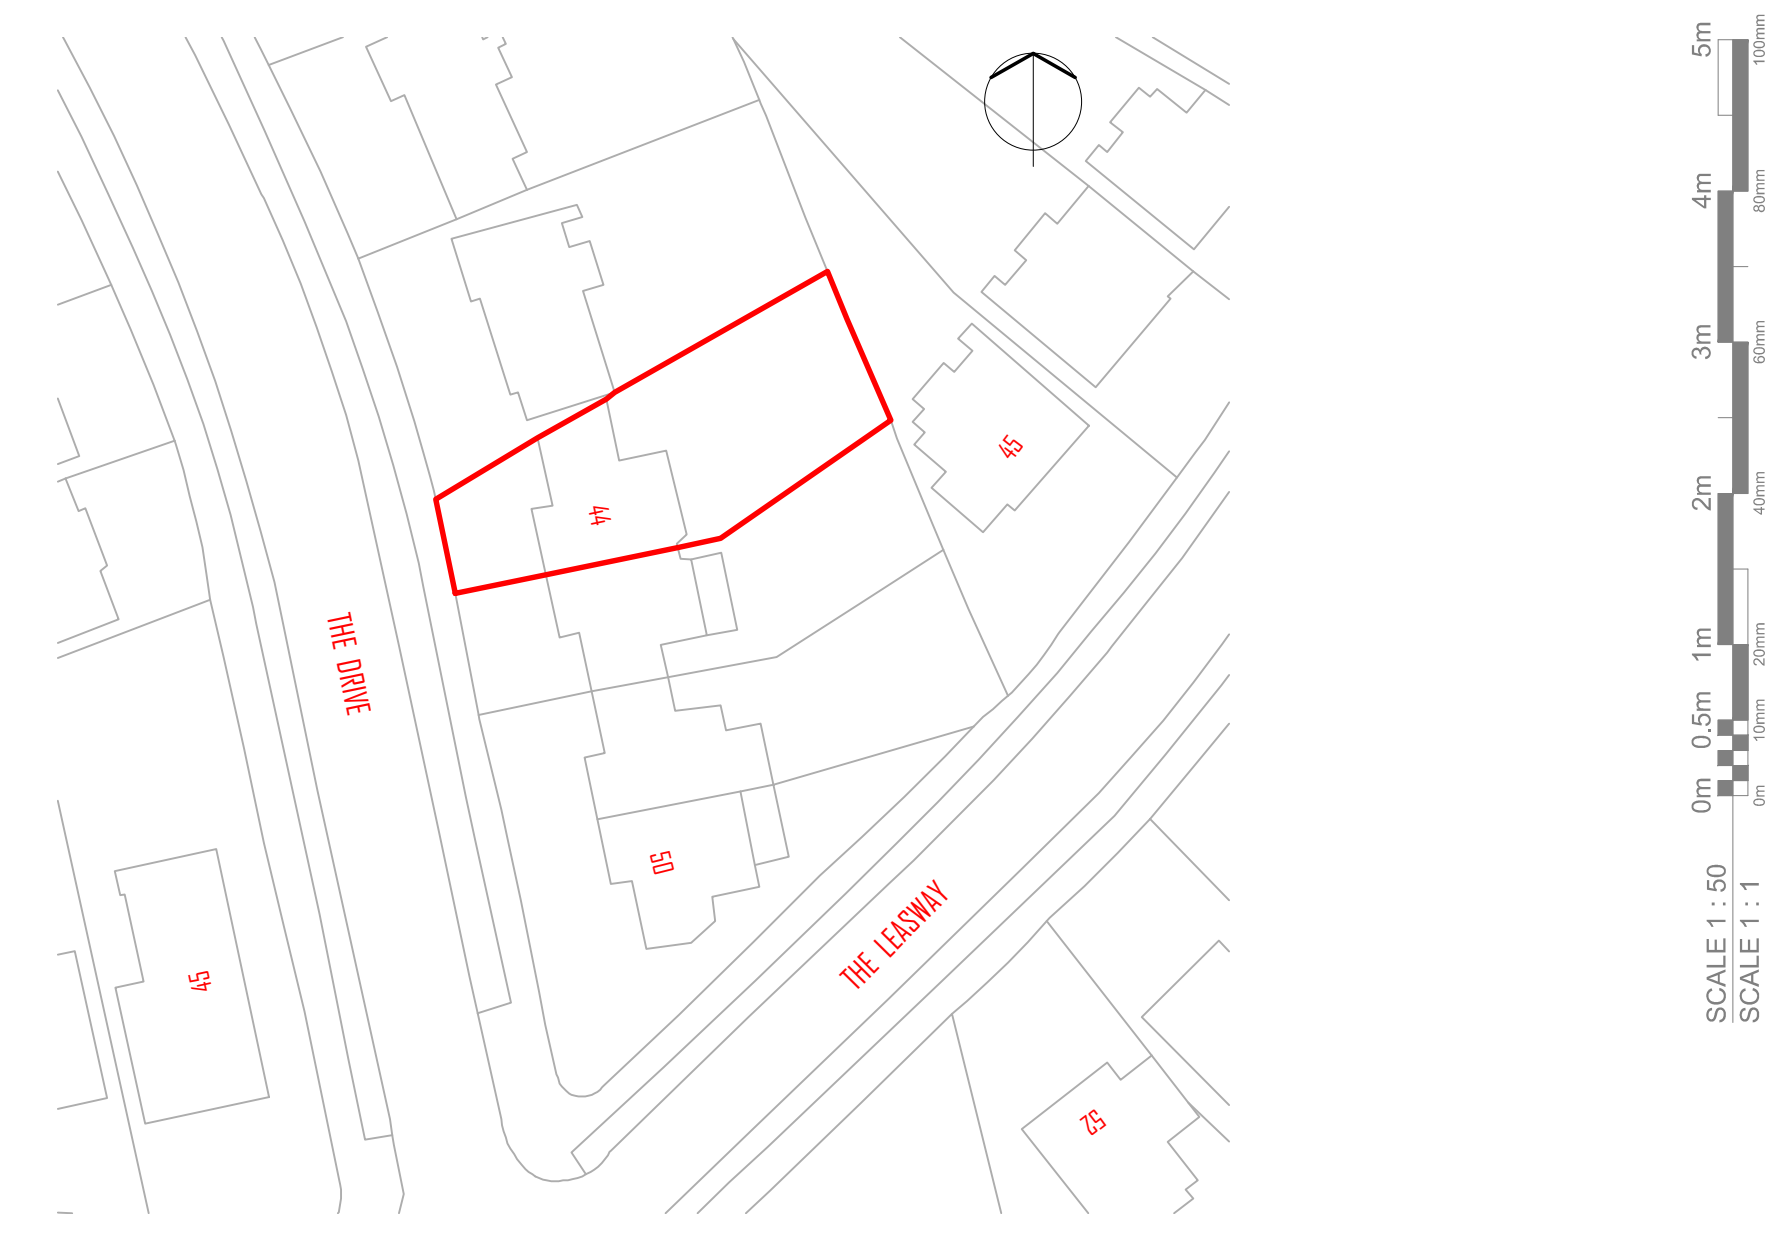 45
44
THE DRIVE
50
THE LEASWAY
45
52
5m
4m
3m
2m
1m
0.5m
0m
100mm
80mm
60mm
40mm
20mm
10mm
0m
SCALE 1 : 50
SCALE 1 : 1